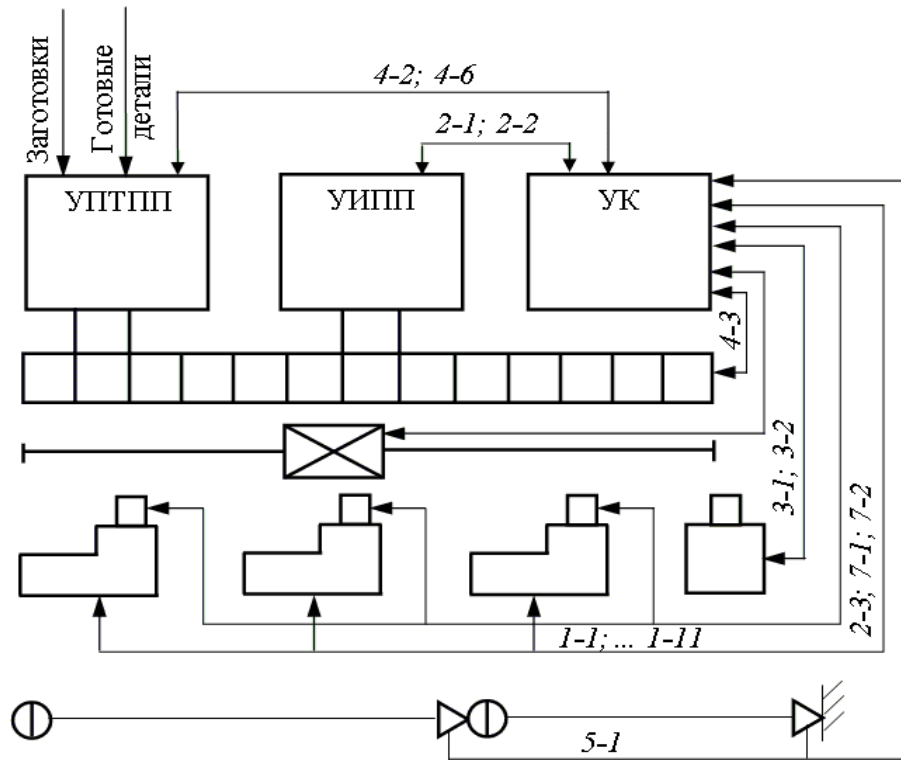 Заготовки
Готовые
детали
4-2; 4-6
2-1; 2-2
УПТПП
УИПП
УК
4-3
3-1; 3-2
2-3; 7-1; 7-2
1-1; ... 1-11
5-1